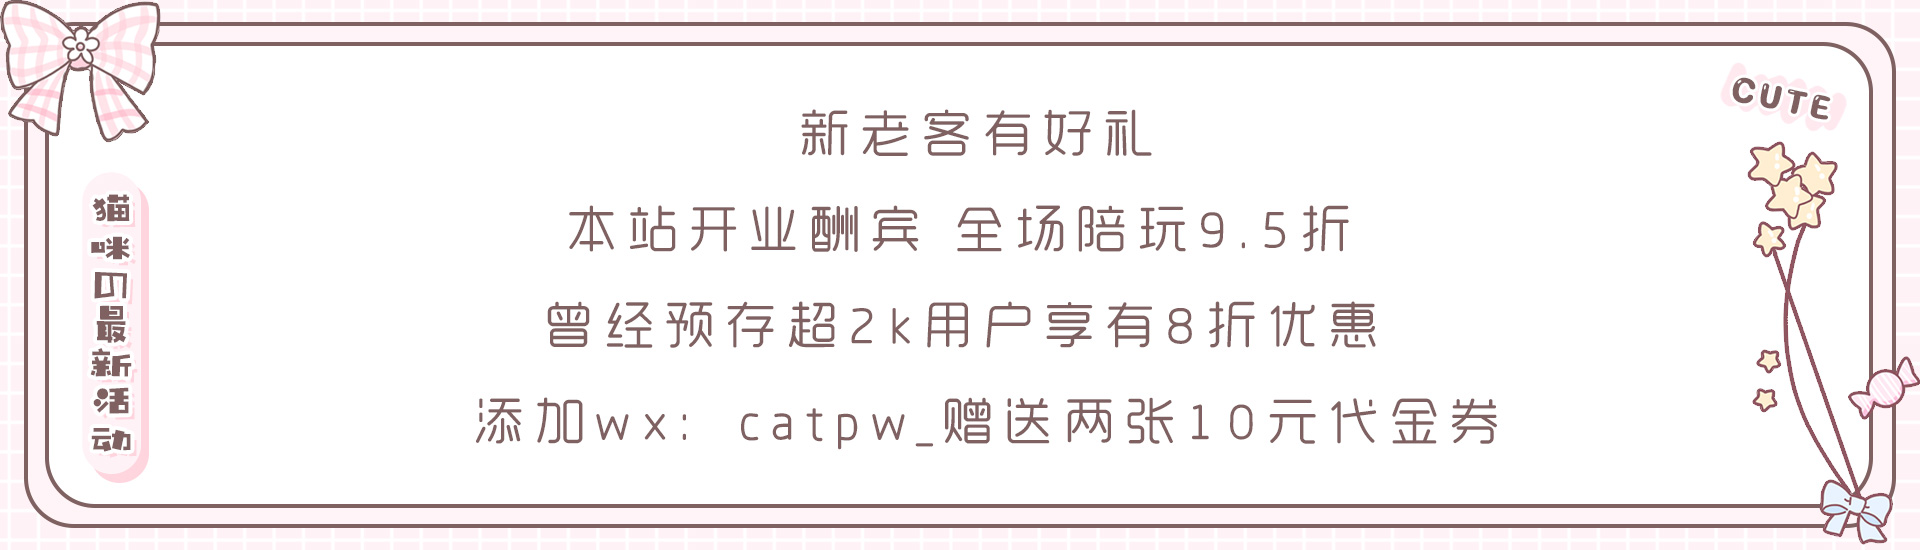 猫咪の最新活动
CUTE
新老客有好礼
本站开业酬宾 全场陪玩9.5折
曾经预存超2k用户享有8折优惠
添加wx: catpw_赠送两张10元代金券